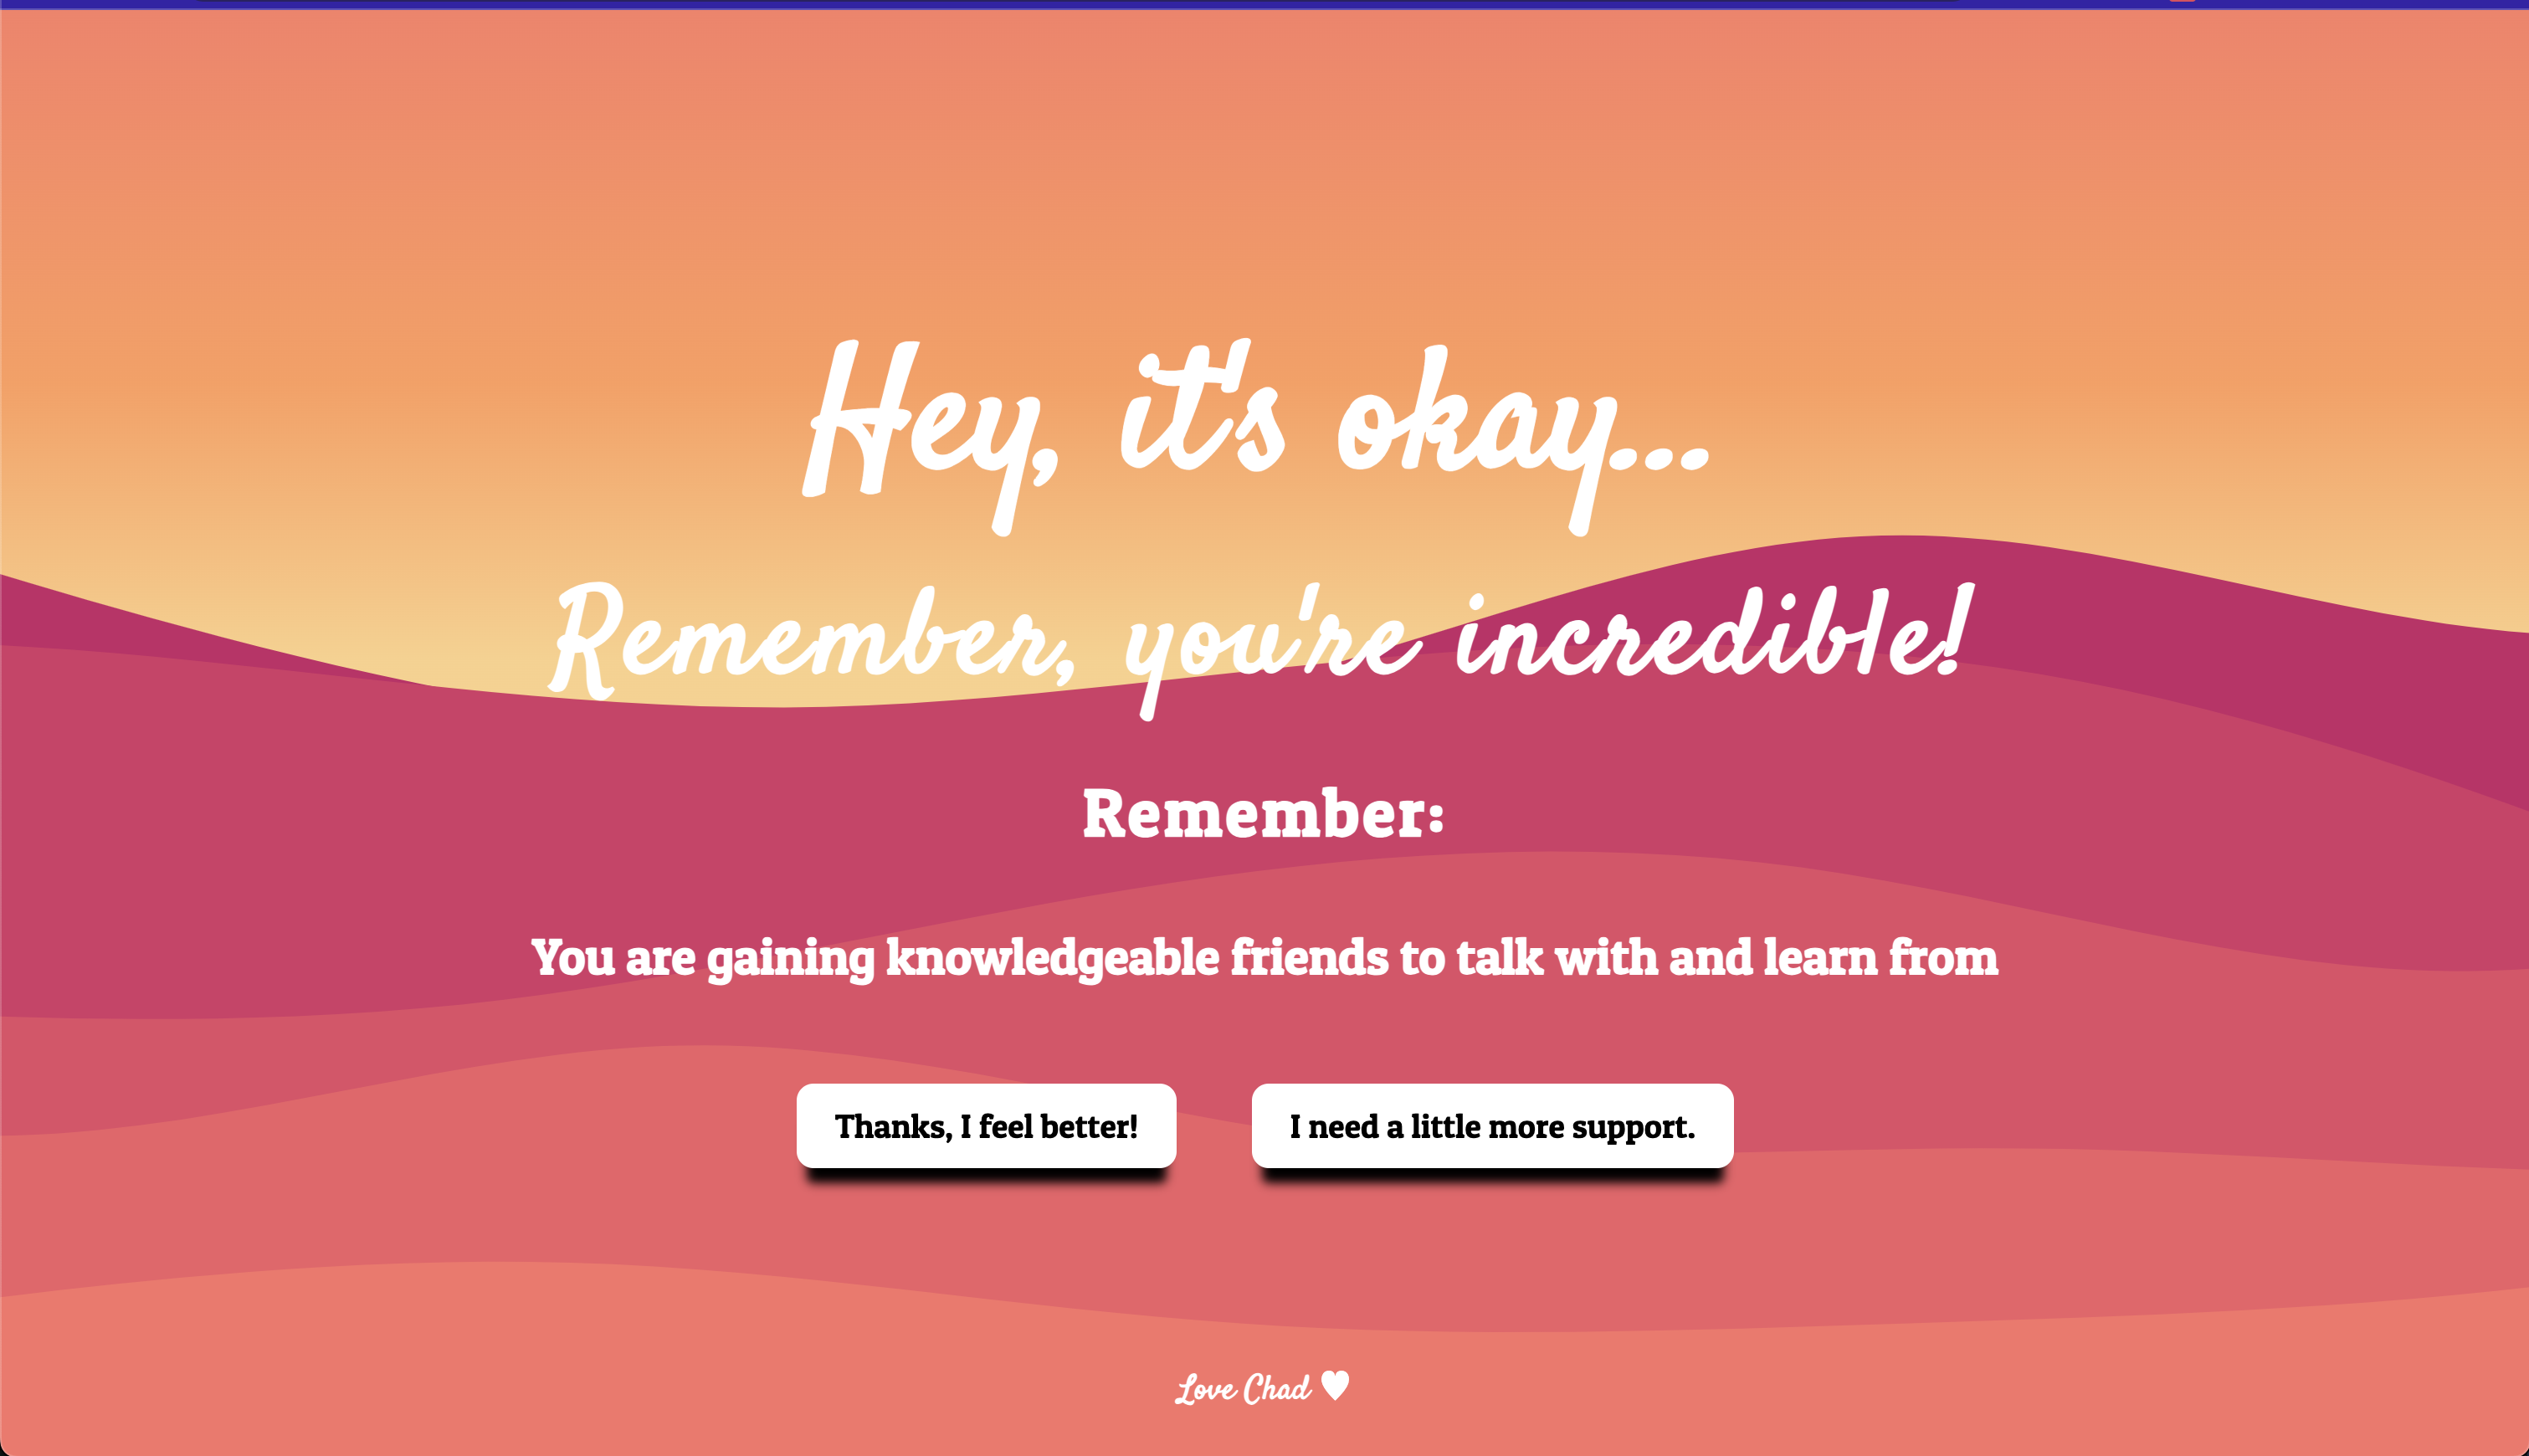 Hey, it's okay...
Remember, you're incredible!
Remember:
You are gaining knowledgeable friends to talk with and learn from
Thanks, I feel better!
I need a little more support.
Love Chad ♥